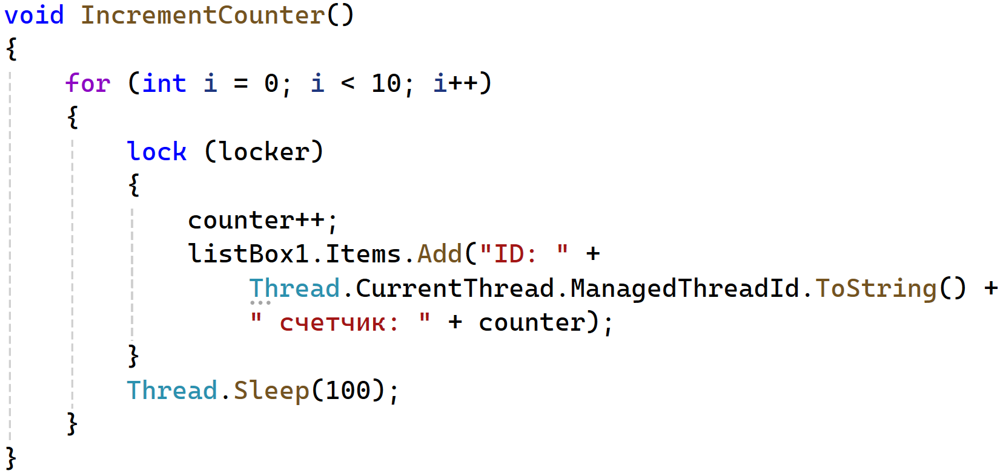 void IncrementCounter()
{
    for (int i = 0; i < 10; i++)
    {
        lock (locker)
        {
            counter++;
            listBox1.Items.Add("ID: " +
                Thread.CurrentThread.ManagedThreadId.ToString() +
                " счетчик: " + counter);
        }
        Thread.Sleep(100);
    }
}